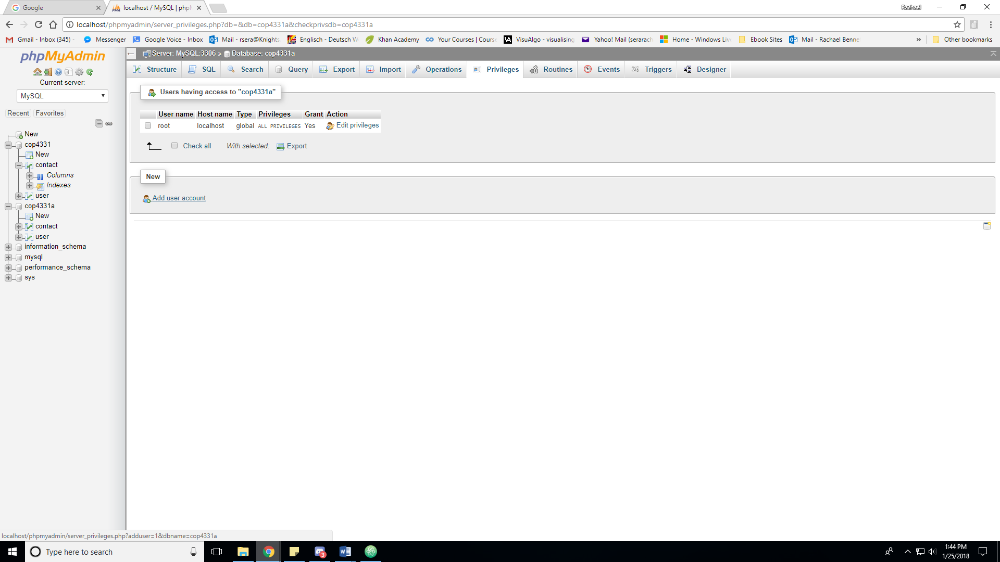 Google
localhost / MySQL | phpM
Rachael
localhost/phpmyadmin/server_privileges.php?db=&db=cop4331a&checkprivsdb=cop4331a
Gmail - Inbox (345) - Messenger Google Voice - Inbox Mail - rsera@Knights Englisch - Deutsch W Khan Academy Your Courses | Cours VisuAlgo - visualising Yahoo! Mail (serarach Home - Windows Liv Ebook Sites Mail - Rachael Benne » Other bookmarks
phpMyAdmin
Current server:
MySQL
Recent Favorites
New
cop4331
New
contact
Columns
Indexes
user
cop4331a
New
contact
user
information_schema
mysql
performance_schema
sys
Server: MySQL:3306 » Database: cop4331a
Structure SQL Search Query Export Import Operations Privileges Routines Events Triggers Designer
Users having access to "cop4331a"
User name Host name Type Privileges Grant Action
root localhost global ALL PRIVILEGES Yes Edit privileges
Check all With selected: Export
New
Add user account
localhost/phpmyadmin/server_privileges.php?adduser=1&dbname=cop4331a
Type here to search
3
1:44 PM
1/25/2018